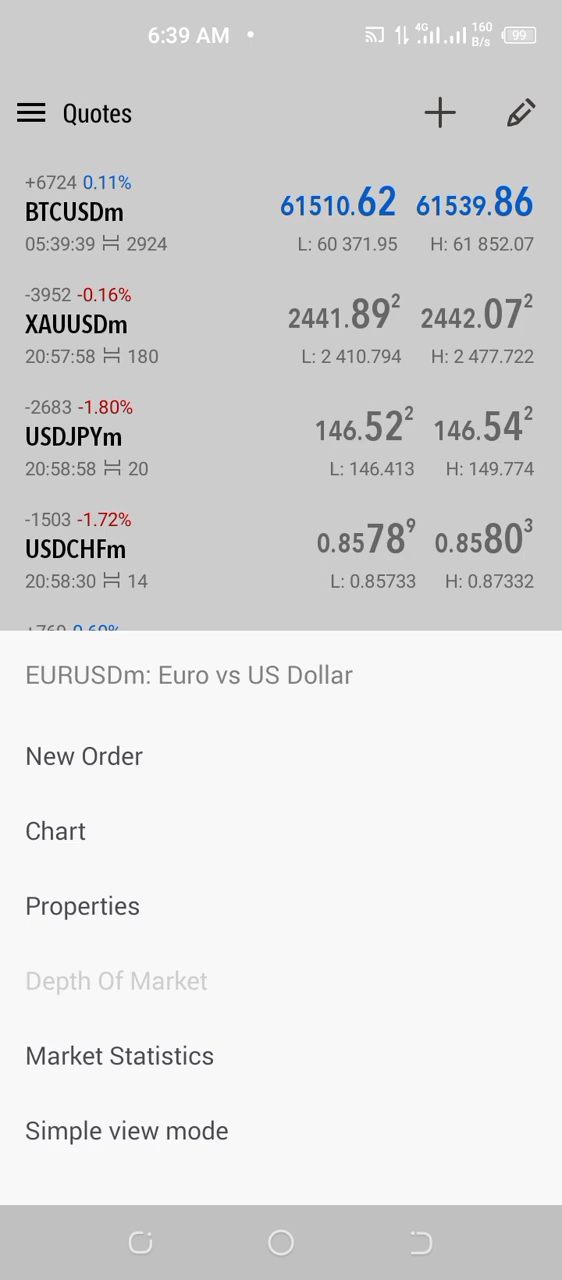 6:39 AM •
4G 160 B/s 99
Quotes
+6724 0.11%
BTCUSDm 61510.62 61539.86
05:39:39 2924 L: 60 371.95 H: 61 852.07
-3952 -0.16%
XAUUSDm 2441.892 2442.072
20:57:58 180 L: 2 410.794 H: 2 477.722
-2683 -1.80%
USDJPYm 146.522 146.542
20:58:58 20 L: 146.413 H: 149.774
-1503 -1.72%
USDCHFm 0.85789 0.85803
20:58:30 14 L: 0.85733 H: 0.87332
EURUSDm: Euro vs US Dollar
New Order
Chart
Properties
Depth Of Market
Market Statistics
Simple view mode